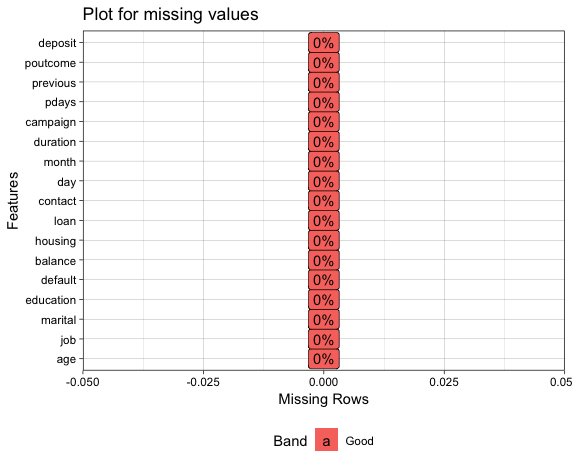 Plot for missing values
Features
deposit 0%
poutcome 0%
previous 0%
pdays 0%
campaign 0%
duration 0%
month 0%
day 0%
contact 0%
loan 0%
housing 0%
balance 0%
default 0%
education 0%
marital 0%
job 0%
age 0%
-0.050 -0.025 0.000 0.025 0.05
Missing Rows
Band a Good